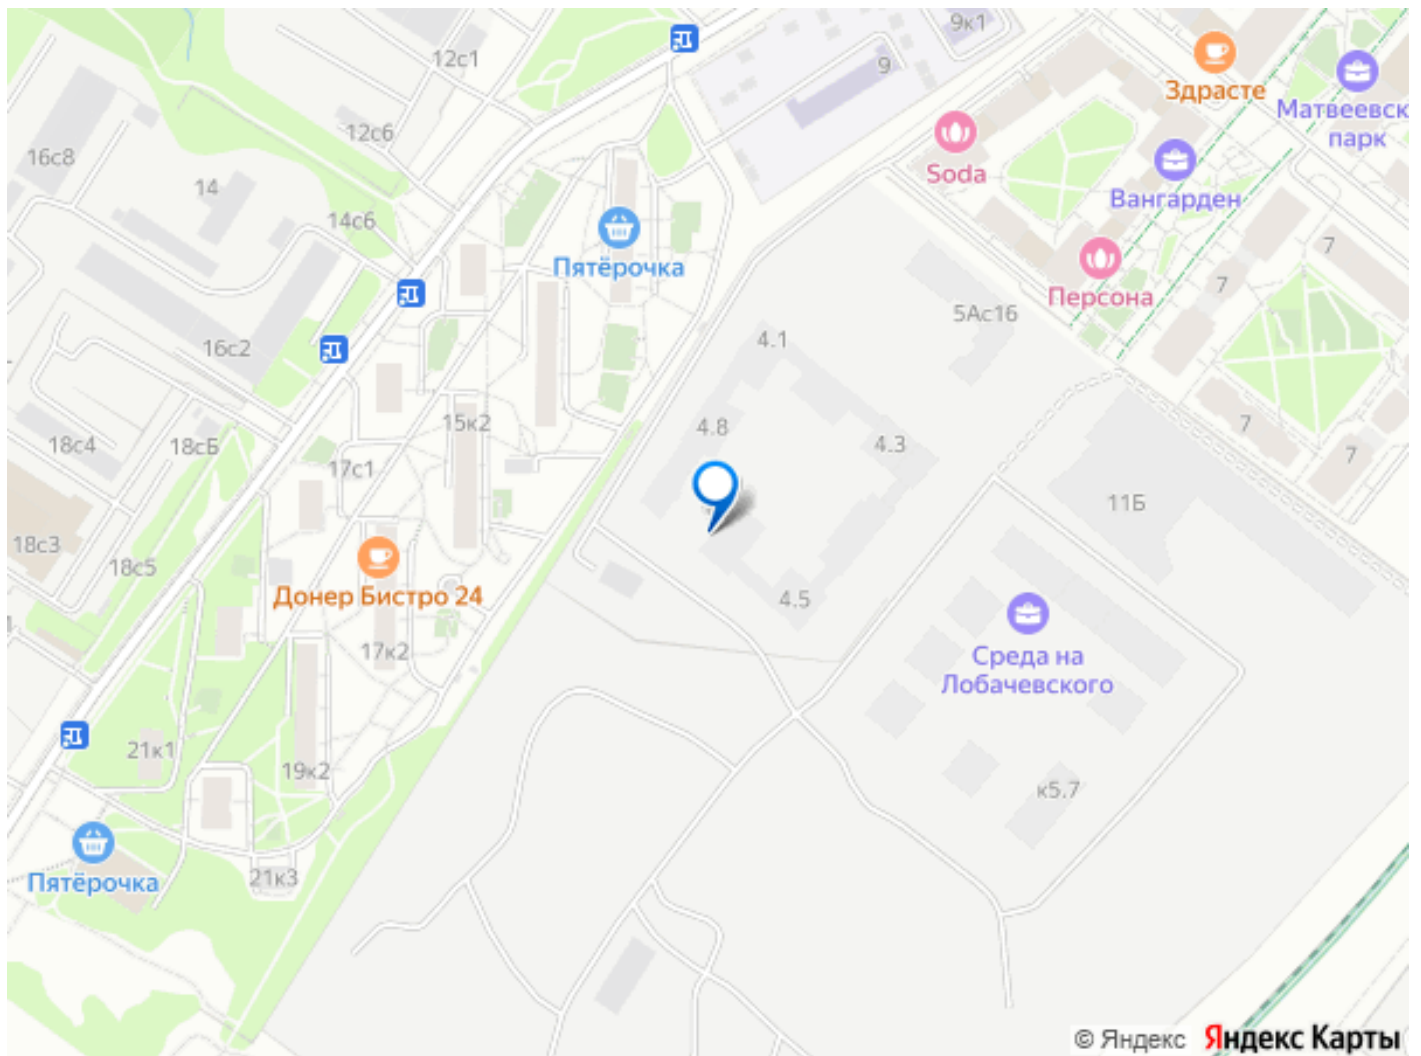 9к1
12с1
9
Здрасте
Матвеевск
парк
12с6
16с8
Soda
14
Вангарден
14с6
Пятёрочка
7
7
Персона
5Ас16
16с2
4.1
15к2
4.8
7
18с4
18сБ
4.3
17с1
7
11Б
18с3
18с5
Донер Бистро 24
4.5
17к2
Среда на
Лобачевского
21к1
19к2
к5.7
Пятёрочка
21к3
© Яндекс Яндекс Карты